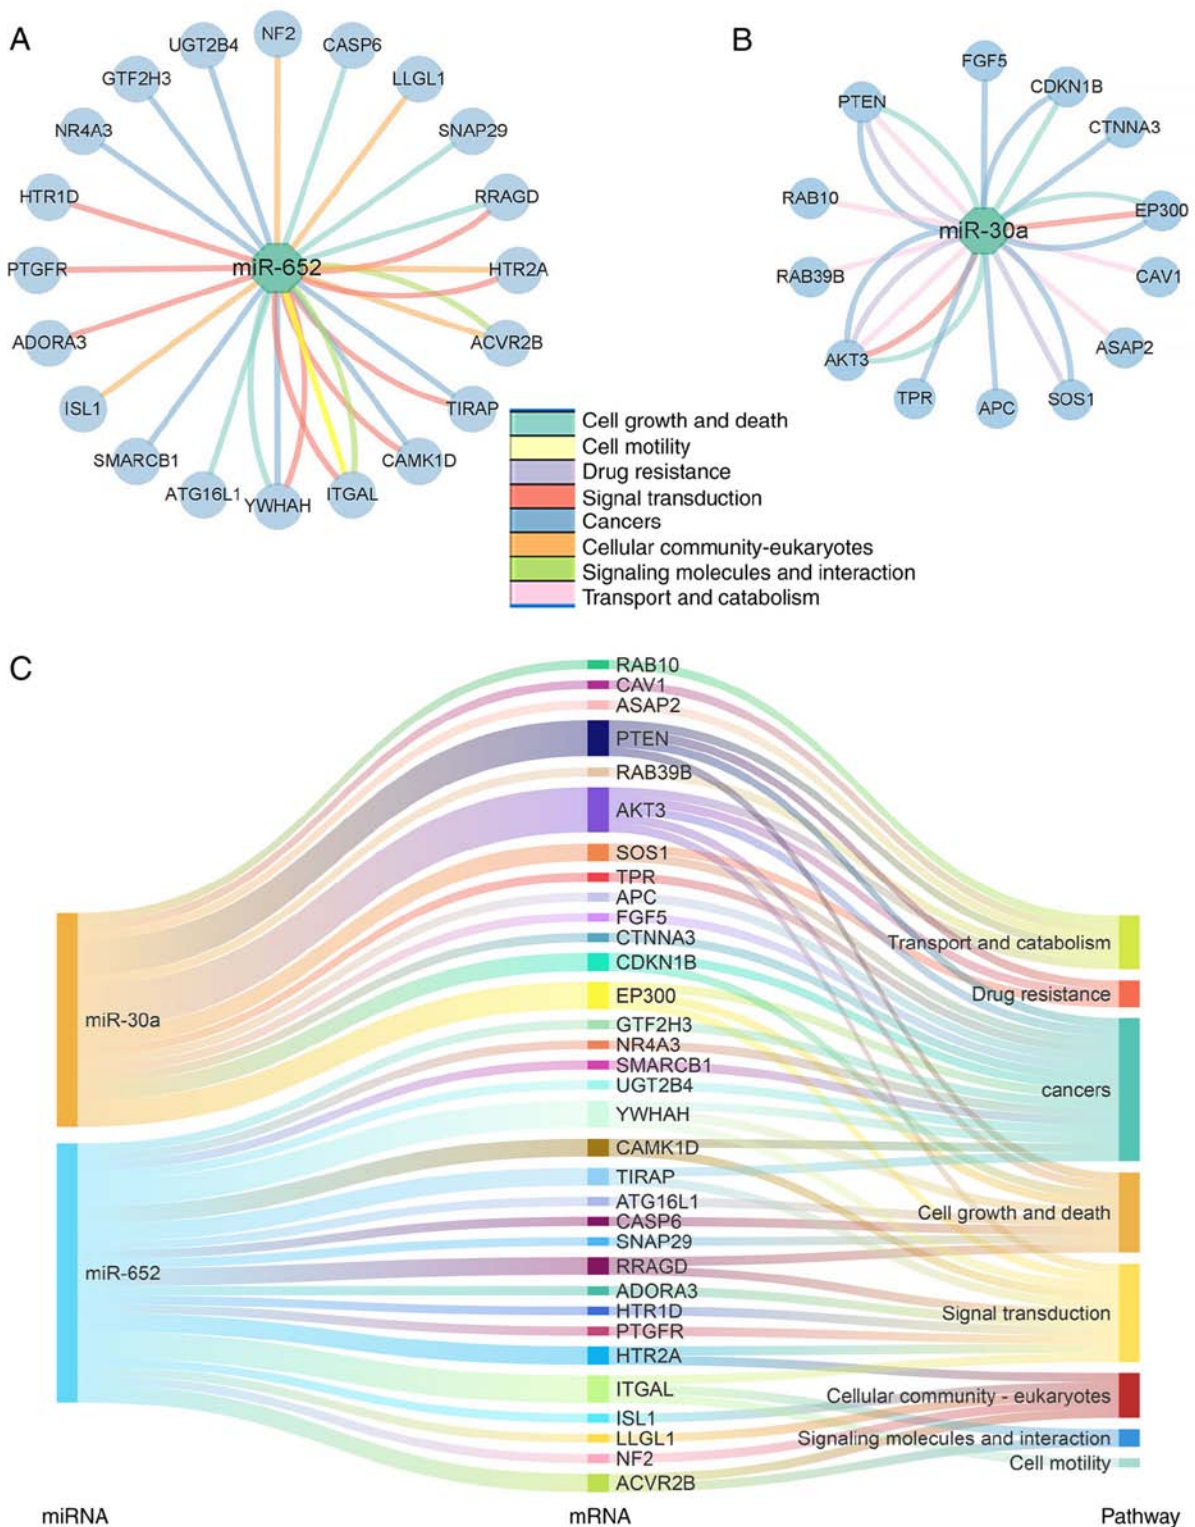 A
NF2
UGT2B4
CASP6
GTF2H3
LLGL1
NR4A3
SNAP29
HTR1D
RRAGD
miR-652
PTGFR
HTR2A
ADORA3
ACVR2B
ISL1
TIRAP
SMARCB1
CAMK1D
ATG16L1
YWHAH
ITGAL
B
FGF5
PTEN
CDKN1B
CTNNA3
RAB10
EP300
miR-30a
RAB39B
CAV1
AKT3
ASAP2
TPR
APC
SOS1
Cell growth and death
Cell motility
Drug resistance
Signal transduction
Cancers
Cellular community-eukaryotes
Signaling molecules and interaction
Transport and catabolism
C
miR-30a
miR-652
RAB10
CAV1
ASAP2
PTEN
RAB39B
AKT3
SOS1
TPR
APC
FGF5
CTNNA3
CDKN1B
EP300
GTF2H3
NR4A3
SMARCB1
UGT2B4
YWHAH
CAMK1D
TIRAP
ATG16L1
CASP6
SNAP29
RRAGD
ADORA3
HTR1D
PTGFR
HTR2A
ITGAL
ISL1
LLGL1
NF2
ACVR2B
Transport and catabolism
Drug resistance
cancers
Cell growth and death
Signal transduction
Cellular community - eukaryotes
Signaling molecules and interaction
Cell motility
miRNA
mRNA
Pathway